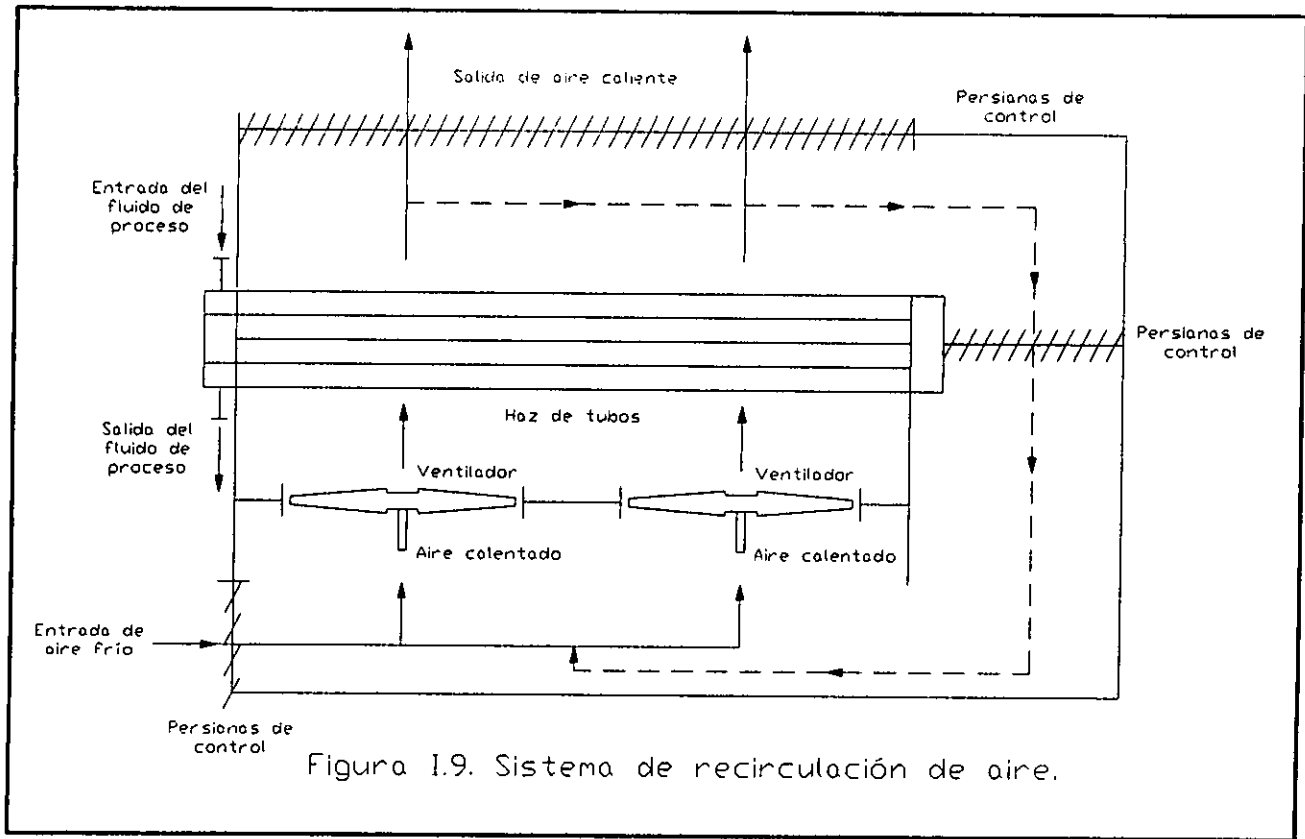 Salida de aire caliente
Persianas de
control
Entrada del
fluido de
proceso
Persianas de
control
Haz de tubos
Salida del
fluido de
proceso
Ventilador
Ventilador
Aire calentado
Aire calentado
Entrada de
aire frío
Persianas de
control
Figura I.9. Sistema de recirculación de aire.